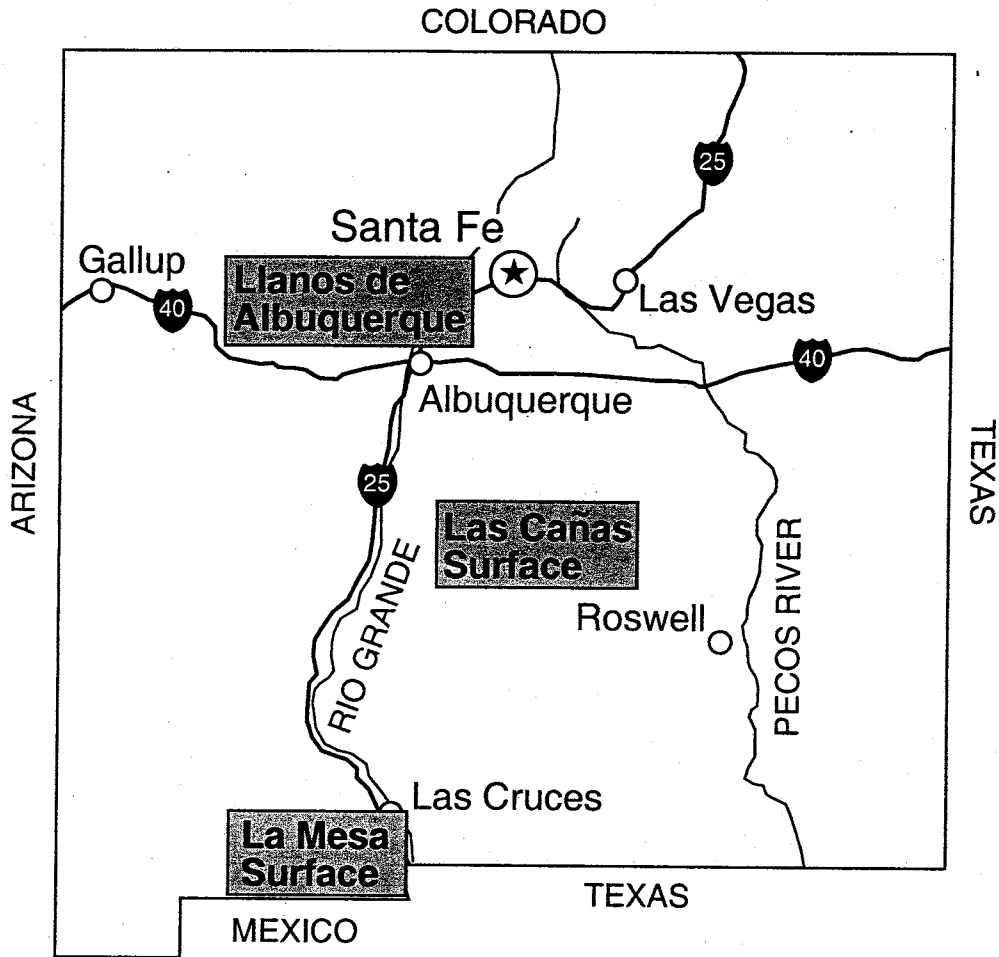 COLORADO
25
Santa Fe
Gallup
Llanos de
Albuquerque
Las Vegas
40
40
Albuquerque
ARIZONA
TEXAS
25
Las Cañas
Surface
RIO GRANDE
Roswell
PECOS RIVER
Las Cruces
La Mesa
Surface
TEXAS
MEXICO